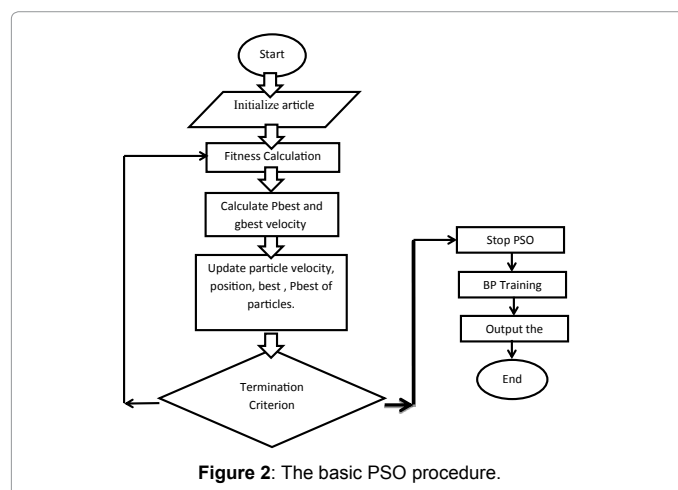 Start
Initialize article
Fitness Calculation
Calculate Pbest and
gbest velocity
Update particle velocity,
position, best , Pbest of
particles.
Termination
Criterion
Stop PSO
BP Training
Output the
End
Figure 2: The basic PSO procedure.